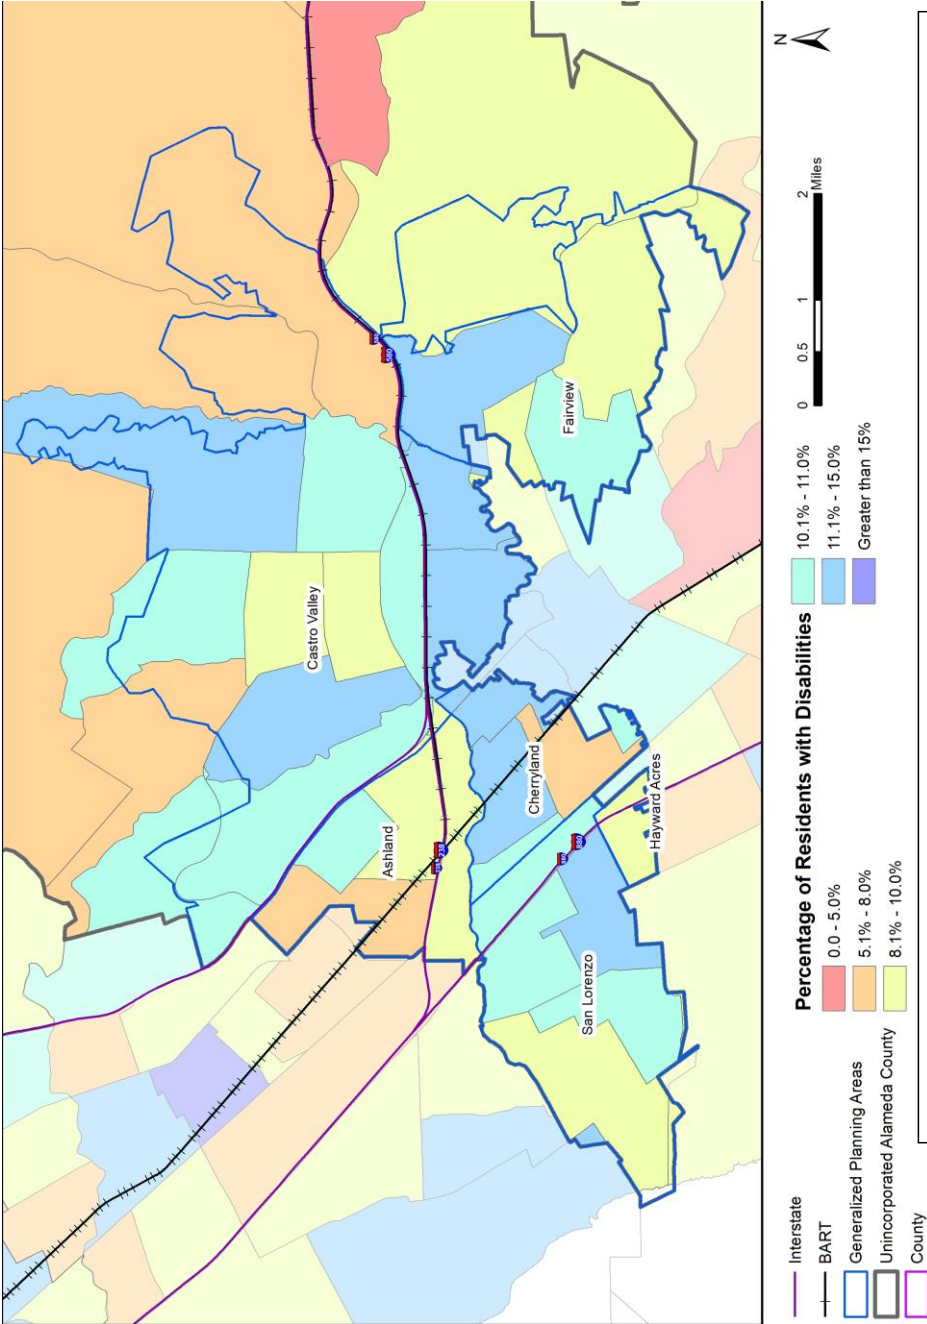 Castro Valley
Ashland
Cherryland
Fairview
Hayward Acres
San Lorenzo
580
238
880
N
0 0.5 1 2
Miles
Interstate
BART
Generalized Planning Areas
Unincorporated Alameda County
County
Percentage of Residents with Disabilities
0.0 - 5.0%
5.1% - 8.0%
8.1% - 10.0%
10.1% - 11.0%
11.1% - 15.0%
Greater than 15%